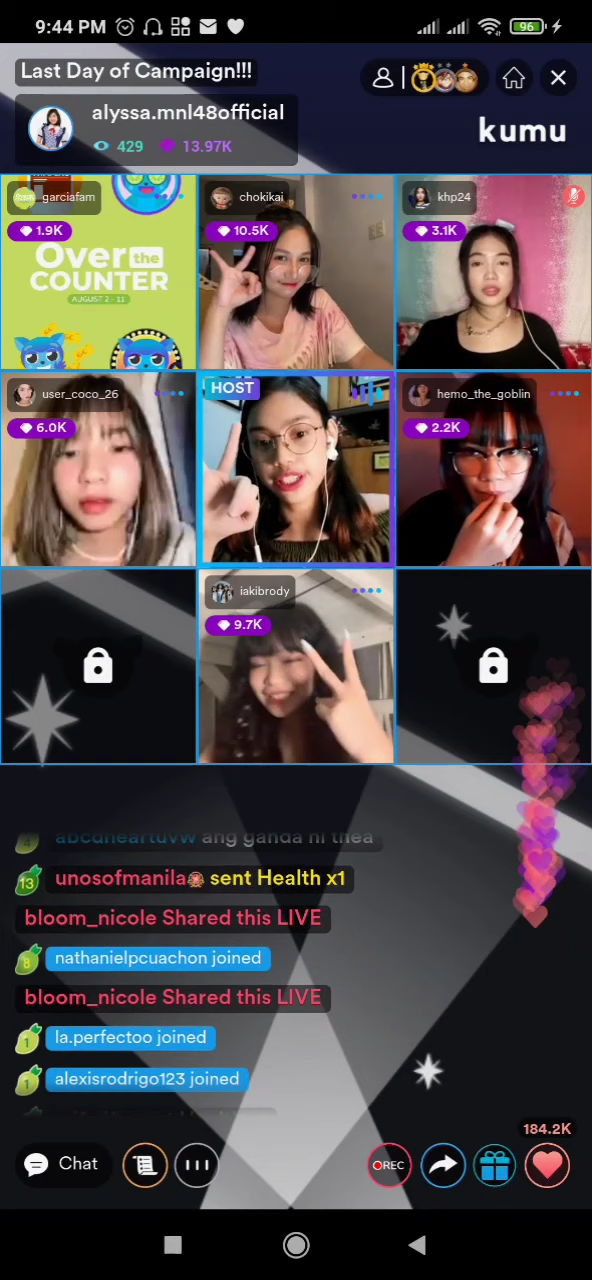 9:44 PM
96
Last Day of Campaign!!!
alyssa.mnl48official
429
13.97K
kumu
garciafam
1.9K
Over the
COUNTER
AUGUST 2 - 11
chokikai
10.5K
khp24
3.1K
user_coco_26
6.0K
HOST
hemo_the_goblin
2.2K
iakibrody
9.7K
ang ganda ni thea
13 unosofmanila sent Health x1
bloom_nicole Shared this LIVE
8 nathanielpcuachon joined
bloom_nicole Shared this LIVE
1 la.perfectoo joined
1 alexisrodrigo123 joined
184.2K
Chat
REC